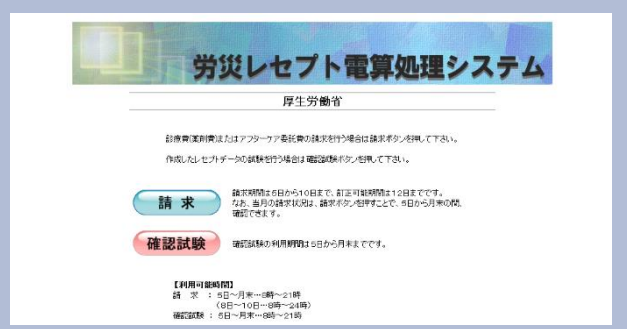 労災レセプト電算処理システム
厚生労働省
診療費(薬剤費)またはアフターケア委託費の請求を行う場合は請求ボタンを押して下さい。
作成したレセプトデータの試験を行う場合は確認試験ボタンを押して下さい。
請 求
請求期間は5日から10日まで、訂正可能期間は12日までです。
なお、当月の請求状況は、請求ボタンを押すことで、5日から月末の間、
確認できます。
確認試験
確認試験の利用期間は5日から月末までです。
【利用可能時間】
請 求 : 5日～月末…8時～21時
(8日～10日…8時～24時)
確認試験 : 5日～月末…8時～21時